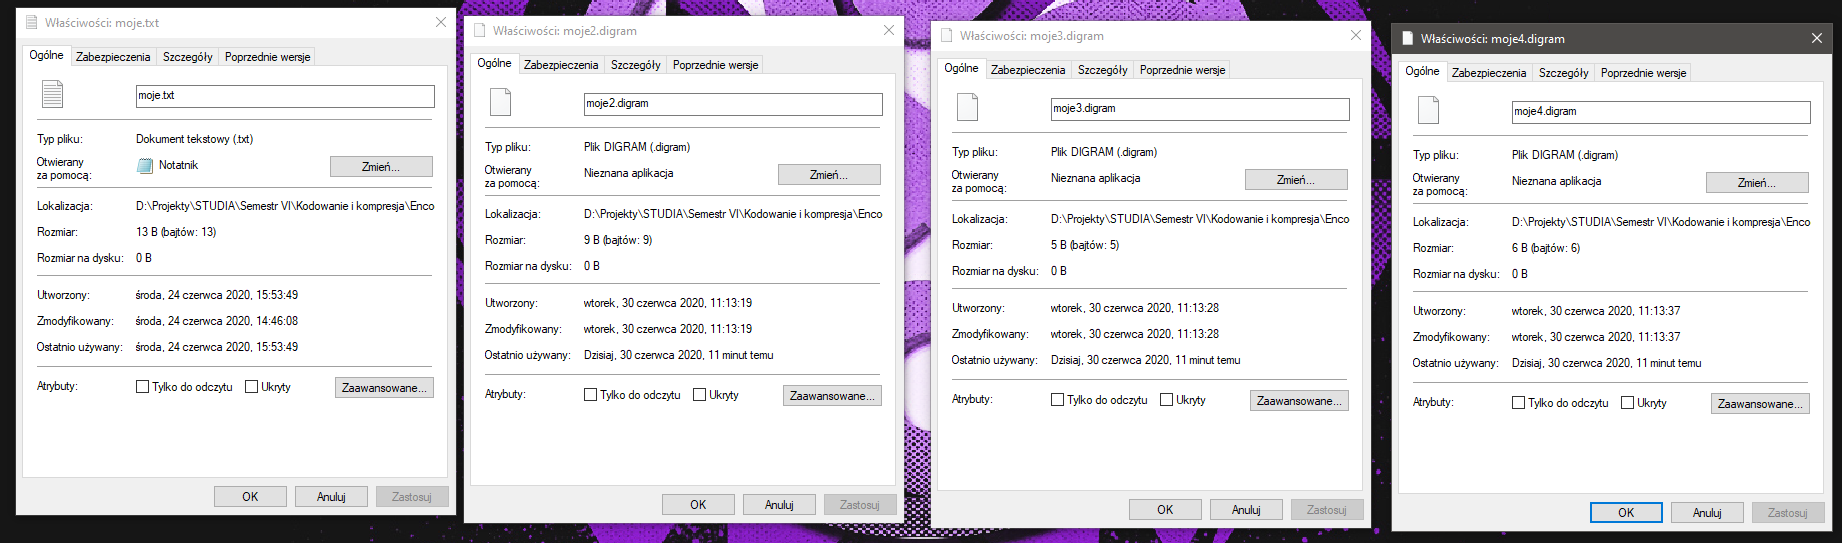 Właściwości: moje.txt
Ogólne Zabezpieczenia Szczegóły Poprzednie wersje
moje.txt
Typ pliku: Dokument tekstowy (.txt)
Otwierany za pomocą: Notatnik Zmień...
Lokalizacja: D:\Projekty\STUDIA\Semestr VI\Kodowanie i kompresja\Enco
Rozmiar: 13 B (bajtów: 13)
Rozmiar na dysku: 0 B
Utworzony: środa, 24 czerwca 2020, 15:53:49
Zmodyfikowany: środa, 24 czerwca 2020, 14:46:08
Ostatnio używany: środa, 24 czerwca 2020, 15:53:49
Atrybuty: Tylko do odczytu Ukryty Zaawansowane...
OK Anuluj Zastosuj
Właściwości: moje2.digram
Ogólne Zabezpieczenia Szczegóły Poprzednie wersje
moje2.digram
Typ pliku: Plik DIGRAM (.digram)
Otwierany za pomocą: Nieznana aplikacja Zmień...
Lokalizacja: D:\Projekty\STUDIA\Semestr VI\Kodowanie i kompresja\Enco
Rozmiar: 9 B (bajtów: 9)
Rozmiar na dysku: 0 B
Utworzony: wtorek, 30 czerwca 2020, 11:13:19
Zmodyfikowany: wtorek, 30 czerwca 2020, 11:13:19
Ostatnio używany: Dzisiaj, 30 czerwca 2020, 11 minut temu
Atrybuty: Tylko do odczytu Ukryty Zaawansowane...
OK Anuluj Zastosuj
Właściwości: moje3.digram
Ogólne Zabezpieczenia Szczegóły Poprzednie wersje
moje3.digram
Typ pliku: Plik DIGRAM (.digram)
Otwierany za pomocą: Nieznana aplikacja Zmień...
Lokalizacja: D:\Projekty\STUDIA\Semestr VI\Kodowanie i kompresja\Enco
Rozmiar: 5 B (bajtów: 5)
Rozmiar na dysku: 0 B
Utworzony: wtorek, 30 czerwca 2020, 11:13:28
Zmodyfikowany: wtorek, 30 czerwca 2020, 11:13:28
Ostatnio używany: Dzisiaj, 30 czerwca 2020, 11 minut temu
Atrybuty: Tylko do odczytu Ukryty Zaawansowane...
OK Anuluj Zastosuj
Właściwości: moje4.digram
Ogólne Zabezpieczenia Szczegóły Poprzednie wersje
moje4.digram
Typ pliku: Plik DIGRAM (.digram)
Otwierany za pomocą: Nieznana aplikacja Zmień...
Lokalizacja: D:\Projekty\STUDIA\Semestr VI\Kodowanie i kompresja\Enco
Rozmiar: 6 B (bajtów: 6)
Rozmiar na dysku: 0 B
Utworzony: wtorek, 30 czerwca 2020, 11:13:37
Zmodyfikowany: wtorek, 30 czerwca 2020, 11:13:37
Ostatnio używany: Dzisiaj, 30 czerwca 2020, 11 minut temu
Atrybuty: Tylko do odczytu Ukryty Zaawansowane...
OK Anuluj Zastosuj